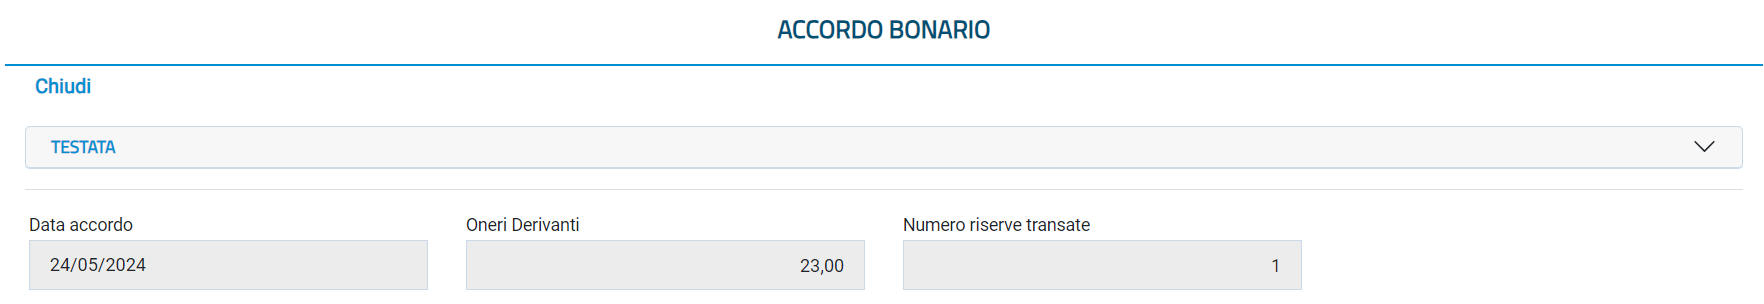 ACCORDO BONARIO
Chiudi
TESTATA
Data accordo Oneri Derivanti Numero riserve transate
24/05/2024 23,00 1